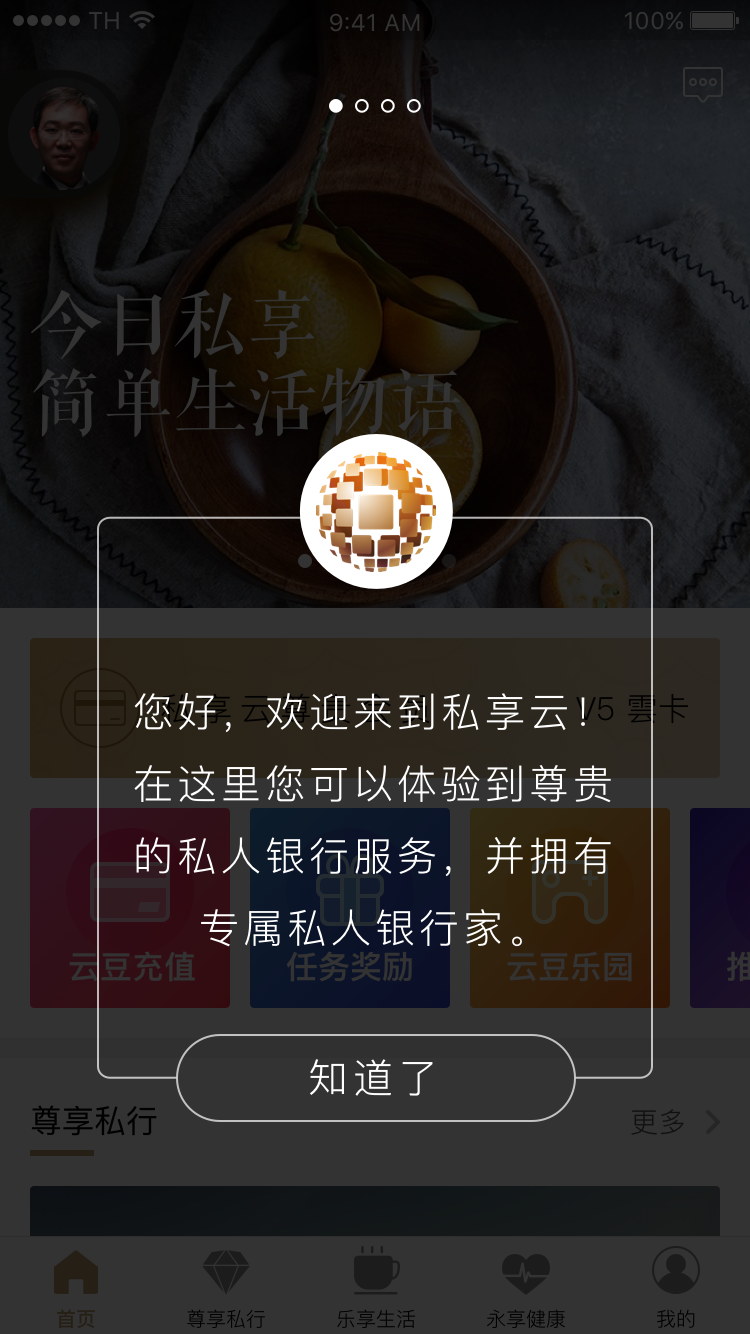 TH
9:41 AM
100%
今日私享
简单生活物语
私享云
V5 雲卡
您好，欢迎来到私享云！
在这里您可以体验到尊贵
的私人银行服务，并拥有
专属私人银行家。
云豆充值
任务奖励
云豆乐园
推
知道了
尊享私行
更多
首页
尊享私行
乐享生活
永享健康
我的